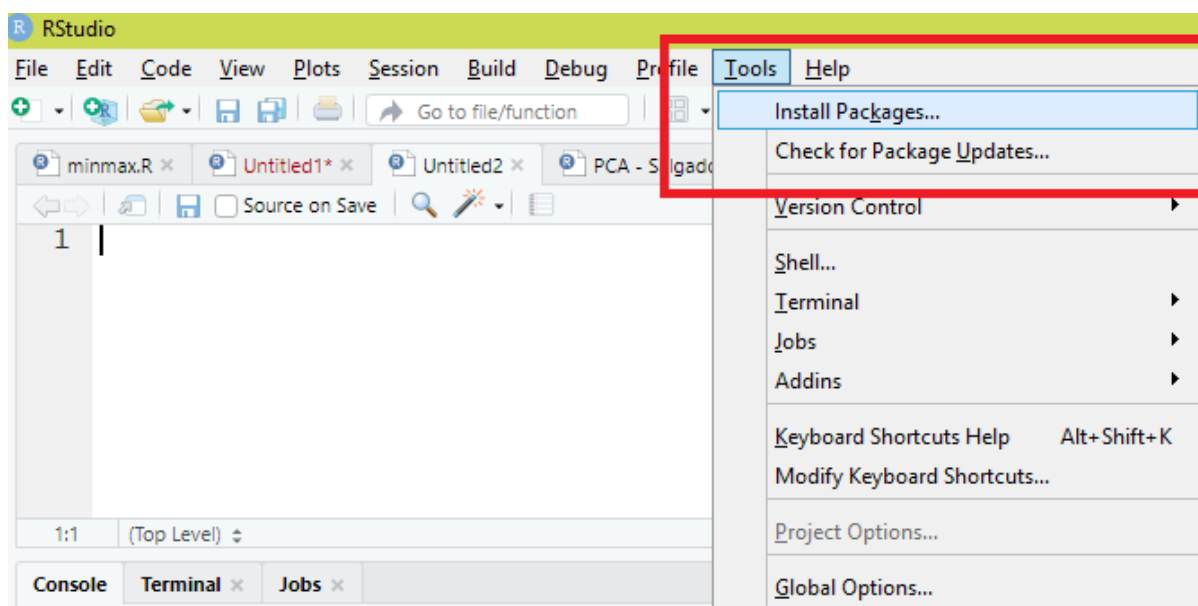 RStudio
File Edit Code View Plots Session Build Debug Profile Tools Help
Go to file/function
minmax.R Untitled1* Untitled2 PCA -
Source on Save
1
1:1 (Top Level)
Console Terminal Jobs
Install Packages...
Check for Package Updates...
Version Control
Shell...
Terminal
Jobs
Addins
Keyboard Shortcuts Help Alt+Shift+K
Modify Keyboard Shortcuts...
Project Options...
Global Options...